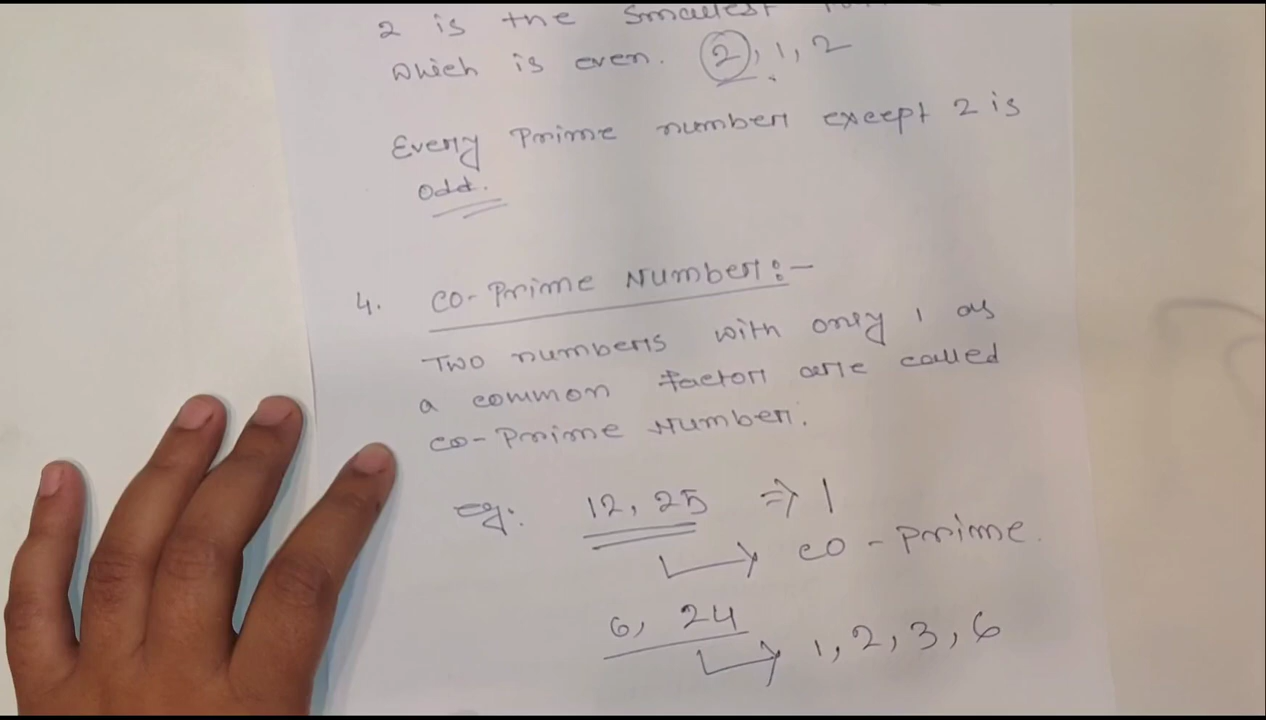 2 is the smallest
which is even. 2, 1, 2
Every Prime number except 2 is
odd.
4. co-Prime Number:-
Two numbers with only 1 as
a common factor are called
co-Prime Number.
eg. 12, 25 => 1
co-prime.
6, 24
1, 2, 3, 6